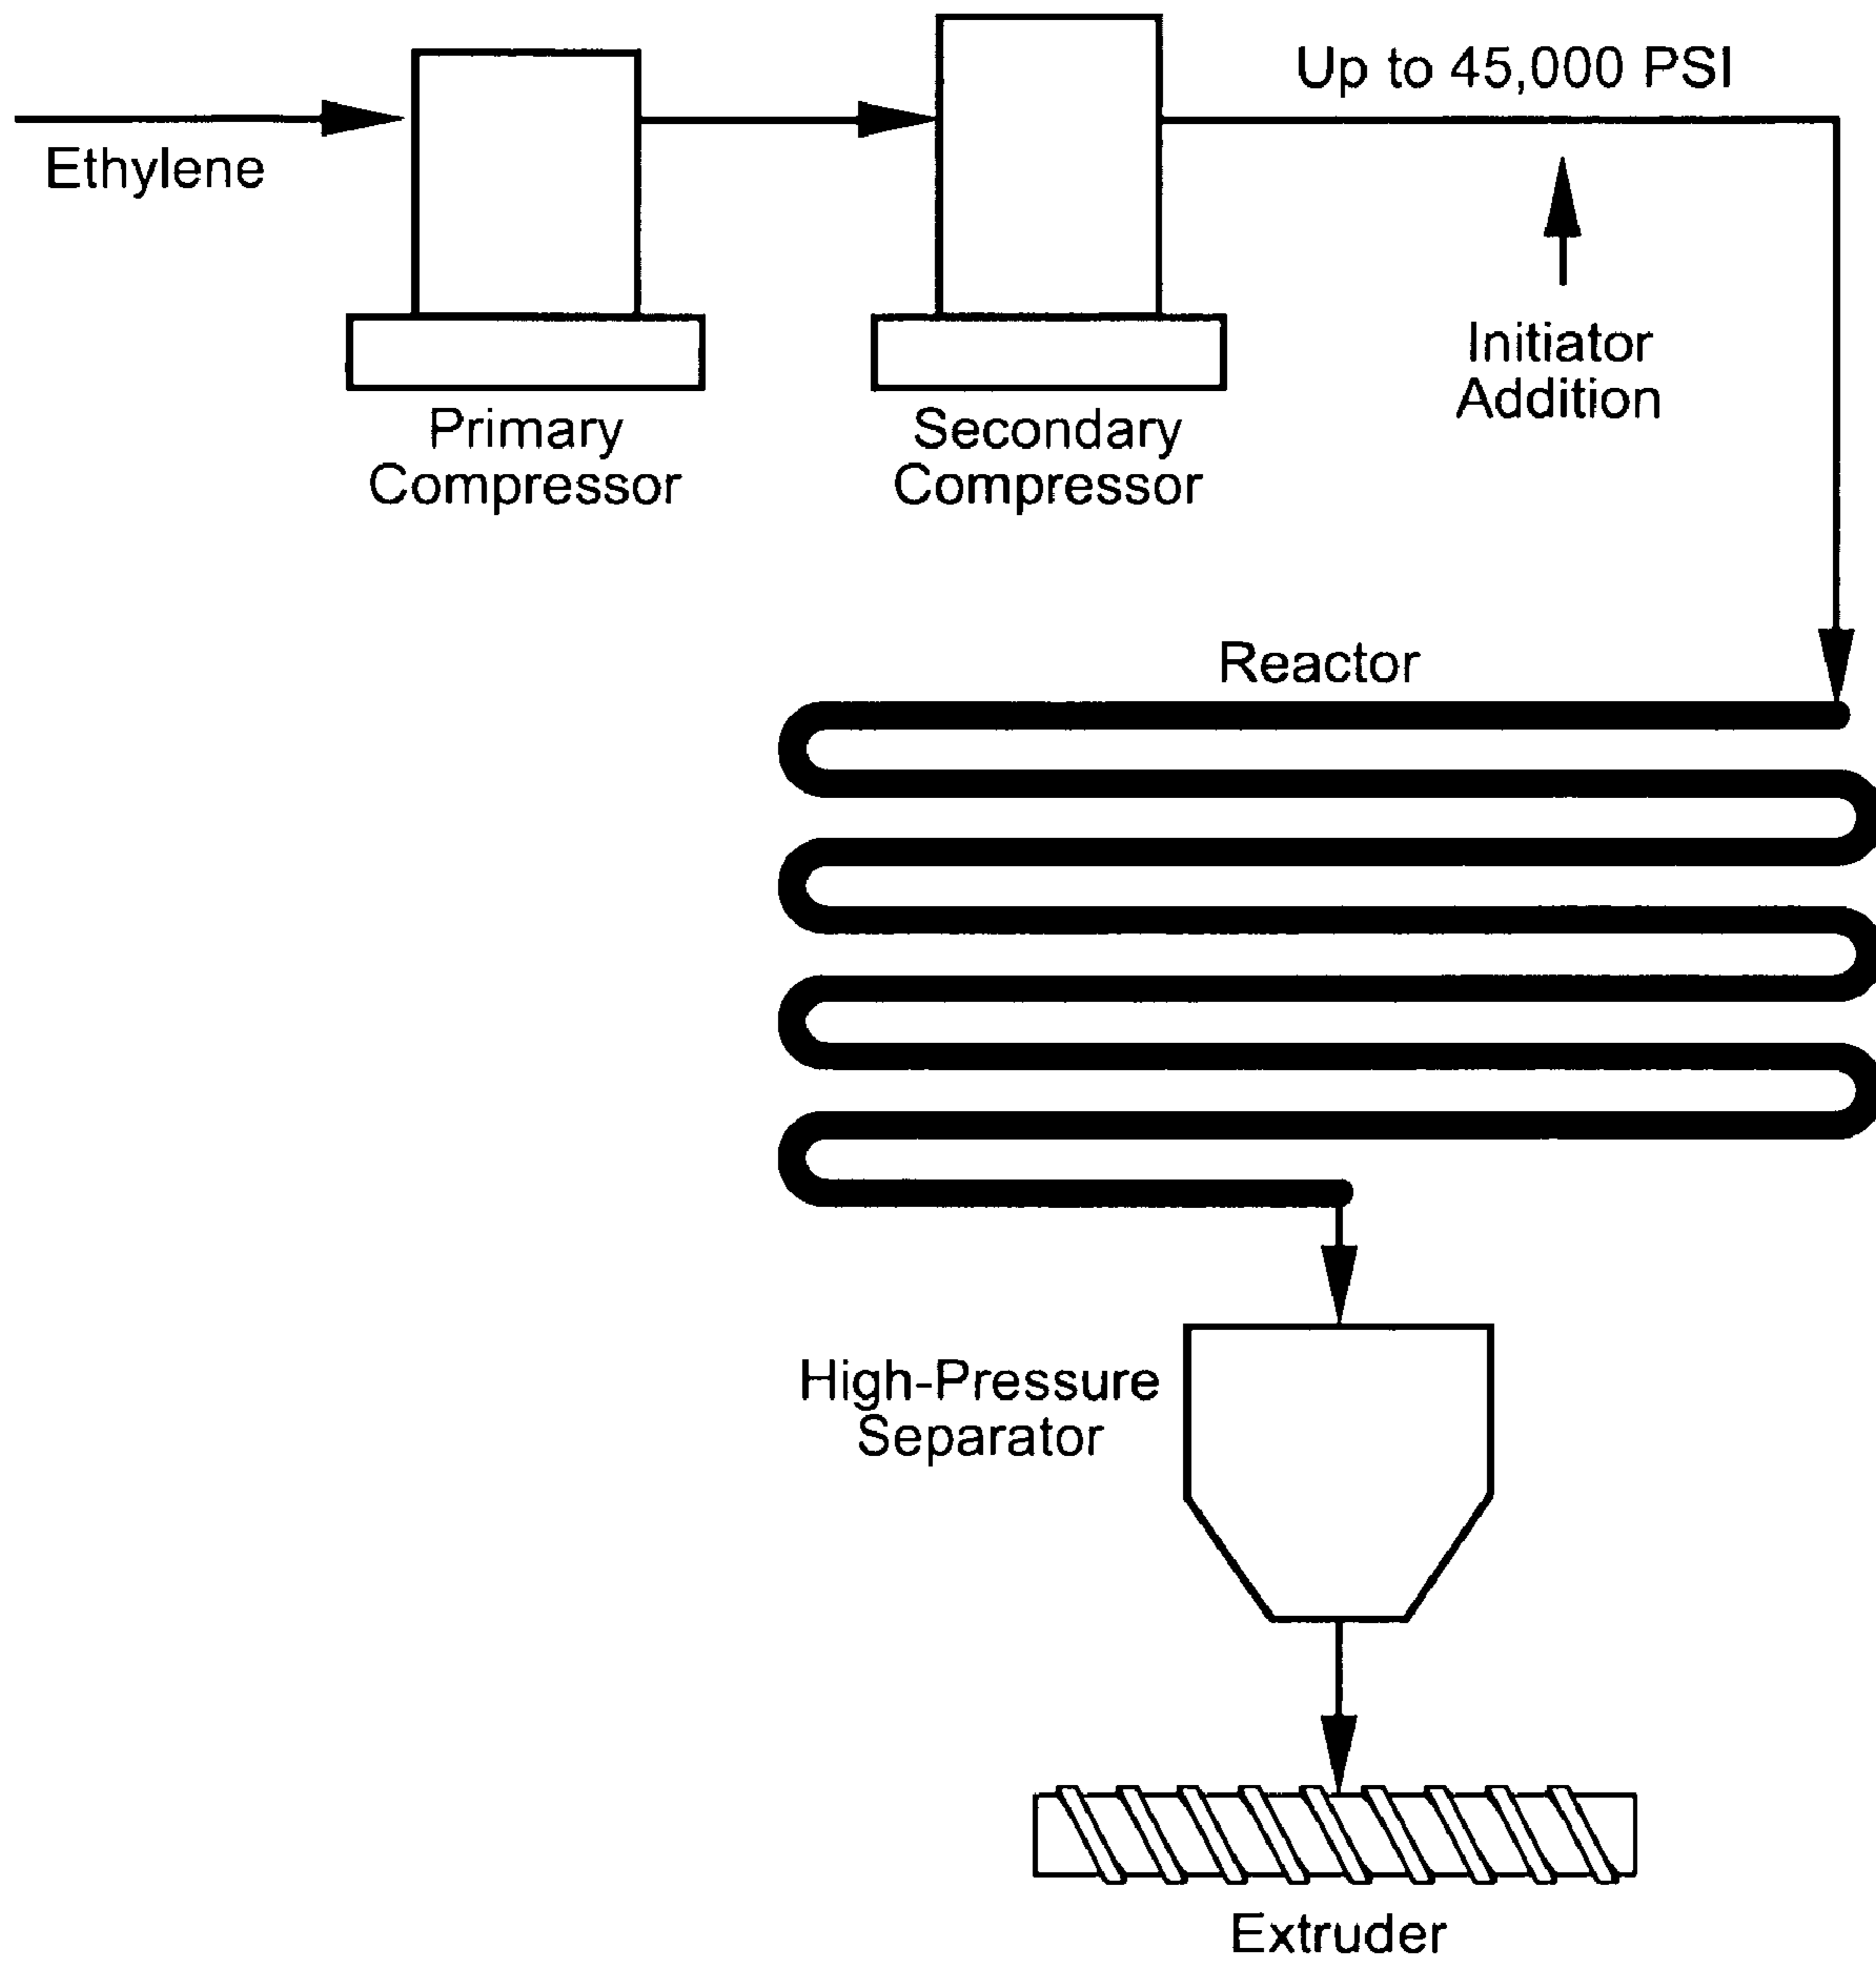 Up to 45,000 PSI
Ethylene
Initiator
Addition
Primary
Compressor
Secondary
Compressor
Reactor
High-Pressure
Separator
Extruder